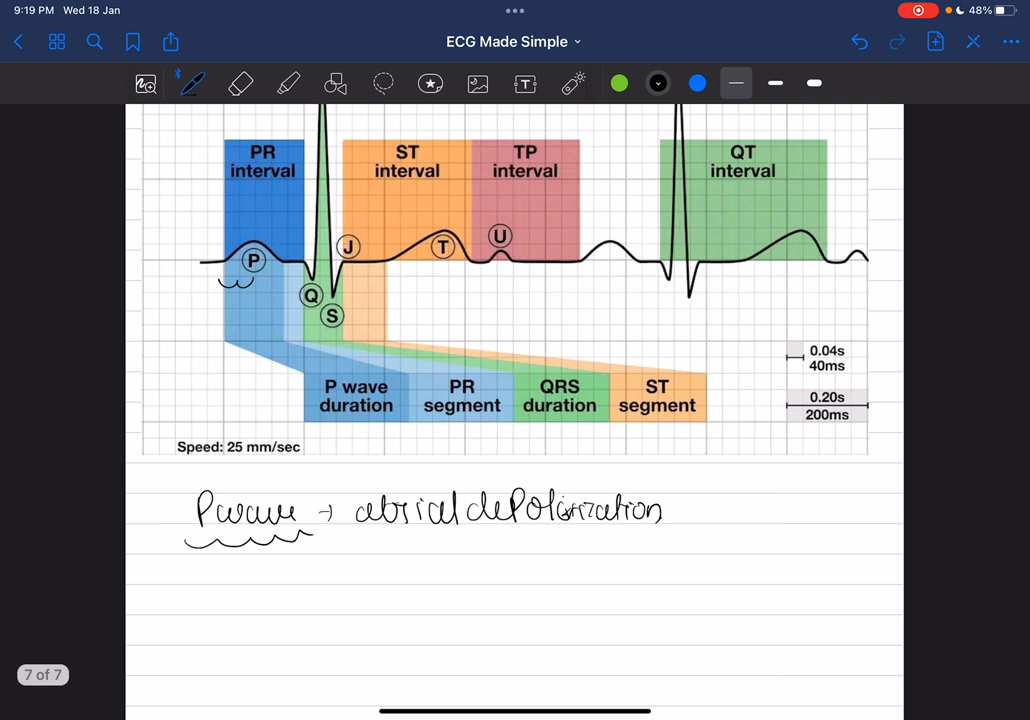 9:19 PM Wed 18 Jan
48%
ECG Made Simple
PR interval
ST interval
TP interval
QT interval
P
Q
S
J
T
U
0.04s
40ms
0.20s
200ms
P wave duration
PR segment
QRS duration
ST segment
Speed: 25 mm/sec
P wave → atrial dePolarization
7 of 7